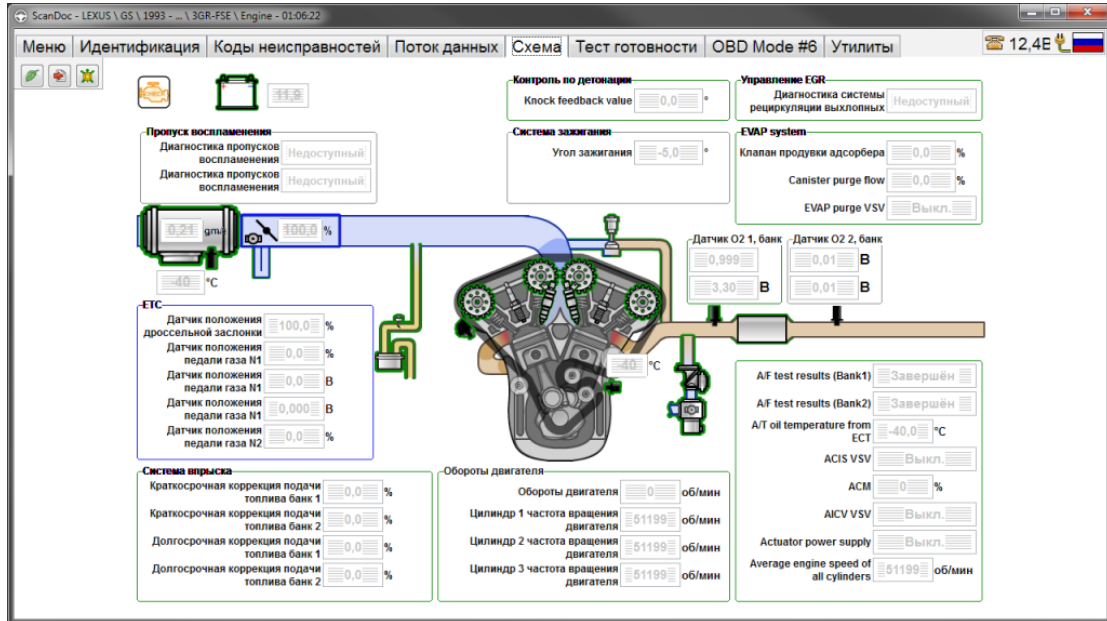 ScanDoc - LEXUS \ GS \ 1993 - ... \ 3GR-FSE \ Engine - 01:06:22
Меню Идентификация Коды неисправностей Поток данных Схема Тест готовности OBD Mode #6 Утилиты 12,4В
11,9
Контроль по детонации
Knock feedback value 0,0 °
Управление EGR
Диагностика системы
рециркуляции выхлопных Недоступный
Пропуск воспламенения
Диагностика пропусков
воспламенения Недоступный
Диагностика пропусков
воспламенения Недоступный
Система зажигания
Угол зажигания -5,0 °
EVAP system
Клапан продувки адсорбера 0,0 %
Canister purge flow 0,0 %
EVAP purge VSV Выкл.
0,21 gm/
100,0 %
-40 °C
Датчик O2 1, банк
0,999
3,30 В
Датчик O2 2, банк
0,01 В
0,01 В
ETC
Датчик положения
дроссельной заслонки 100,0 %
Датчик положения
педали газа N1 0,0 %
Датчик положения
педали газа N1 0,0 В
Датчик положения
педали газа N1 0,000 В
Датчик положения
педали газа N2 0,0 %
-40 °C
A/F test results (Bank1) Завершён
A/F test results (Bank2) Завершён
A/T oil temperature from
ECT -40,0 °C
ACIS VSV Выкл.
ACM 0 %
AICV VSV Выкл.
Actuator power supply Выкл.
Average engine speed of
all cylinders 51199 об/мин
Система впрыска
Краткосрочная коррекция подачи
топлива банк 1 0,0 %
Краткосрочная коррекция подачи
топлива банк 2 0,0 %
Долгосрочная коррекция подачи
топлива банк 1 0,0 %
Долгосрочная коррекция подачи
топлива банк 2 0,0 %
Обороты двигателя
Обороты двигателя 0 об/мин
Цилиндр 1 частота вращения
двигателя 51199 об/мин
Цилиндр 2 частота вращения
двигателя 51199 об/мин
Цилиндр 3 частота вращения
двигателя 51199 об/мин